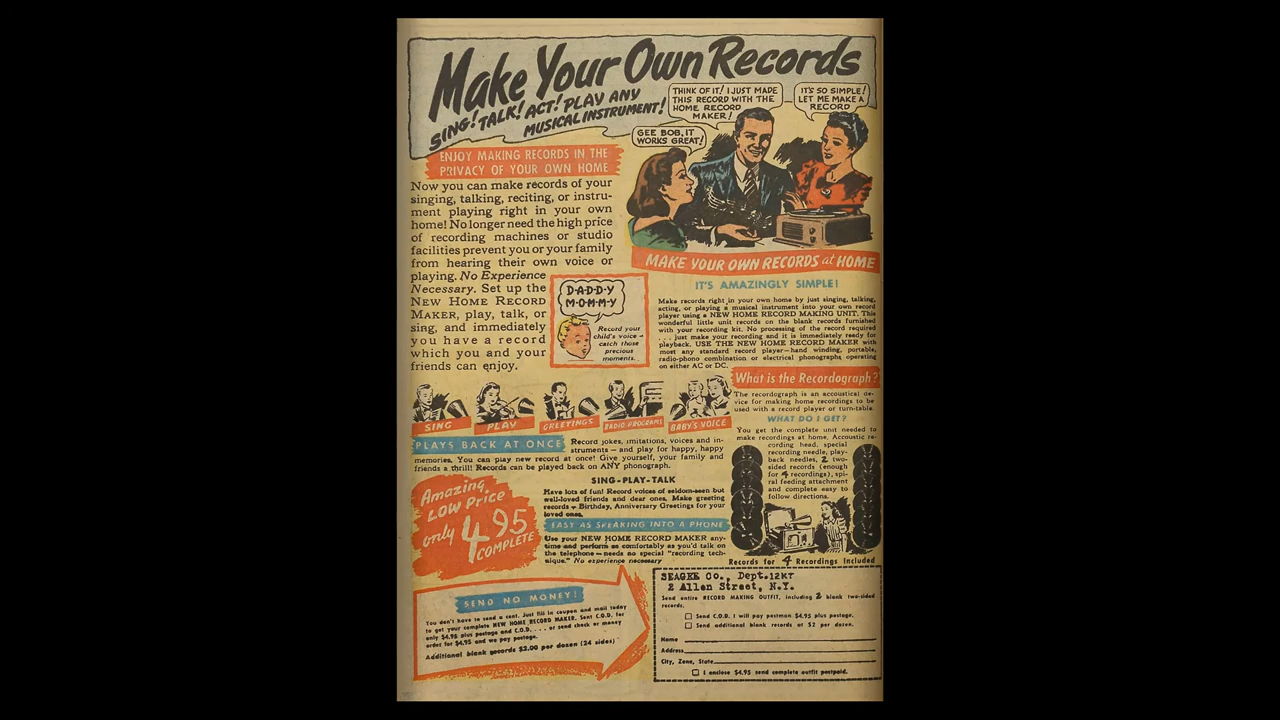 Make Your Own Records
SING! TALK! ACT! PLAY ANY
MUSICAL INSTRUMENT!
THINK OF IT! I JUST MADE
THIS RECORD WITH THE
HOME RECORD
MAKER!
IT'S SO SIMPLE!
LET ME MAKE A
RECORD
GEE BOB, IT
WORKS GREAT!
ENJOY MAKING RECORDS IN THE
PRIVACY OF YOUR OWN HOME
Now you can make records of your
singing, talking, reciting, or instru-
ment playing right in your own
home! No longer need the high price
of recording machines or studio
facilities prevent you or your family
from hearing their own voice or
playing. No Experience
Necessary. Set up the
NEW HOME RECORD
MAKER, play, talk, or
sing, and immediately
you have a record
which you and your
friends can enjoy.
D-A-D-D-Y
M-O-M-M-Y
Record your
child's voice—
catch those
precious
moments.
MAKE YOUR OWN RECORDS at HOME
IT'S AMAZINGLY SIMPLE!
Make records right in your own home by just singing, talking,
acting, or playing a musical instrument into your own record
player using a NEW HOME RECORD MAKING UNIT. This
wonderful little unit records on the blank records furnished
with your recording kit. No processing of the record required
. . . just make your recording and it is immediately ready for
playback. USE THE NEW HOME RECORD MAKER with
most any standard record player—hand winding, portable,
radio-phono combination or electrical phonograph, operating
on either AC or DC.
SING
PLAY
GREETINGS
RADIO PROGRAMS
BABY'S VOICE
PLAYS BACK AT ONCE
Record jokes, imitations, voices and in-
struments — and play for happy, happy
memories. You can play new record at once! Give yourself, your family and
friends a thrill! Records can be played back on ANY phonograph.
What is the Recordograph?
The recordograph is an accoustical de-
vice for making home recordings to be
used with a record player or turn-table.
WHAT DO I GET?
You get the complete unit needed to
make recordings at home. Accoustic re-
cording head, special
recording needle, play-
back needles, 2 two-
sided records (enough
for 4 recordings), spi-
ral feeding attachment
and complete easy to
follow directions.
Records for 4 Recordings Included
Amazing
LOW PRICE
only 4.95
COMPLETE
SING-PLAY-TALK
Have lots of fun! Record voices of seldom-seen but
well-loved friends and dear ones. Make greeting
records — Birthday, Anniversary Greetings for your
loved ones.
EASY AS SPEAKING INTO A PHONE
Use your NEW HOME RECORD MAKER any-
time and perform as comfortably as you'd talk on
the telephone — needs no special "recording tech-
nique." No experience necessary
SEND NO MONEY!
You don't have to send a cent. Just fill in coupon and mail today
to get your complete NEW HOME RECORD MAKER. Sent C.O.D. for
only $4.95 plus postage and C.O.D. . . . or send check or money
order for $4.95 and we pay postage.
Additional blank records $2.00 per dozen (24 sides)
SEAGEE Co., Dept. 12KT
2 Allen Street, N.Y.
Send entire RECORD MAKING OUTFIT, including 2 blank two-sided
records.
Send C.O.D. I will pay postman $4.95 plus postage.
Send additional blank records at $2 per dozen.
Name
Address
City, Zone, State
I enclose $4.95 send complete outfit postpaid.